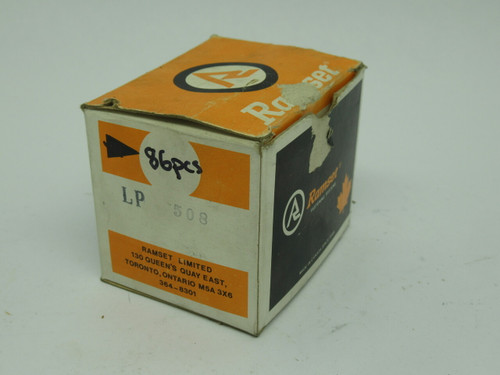 Ramset
86pcs
LP 508
RAMSET LIMITED
130 QUEEN'S QUAY EAST,
TORONTO, ONTARIO M5A 3X6
364-8301
R
Ramset